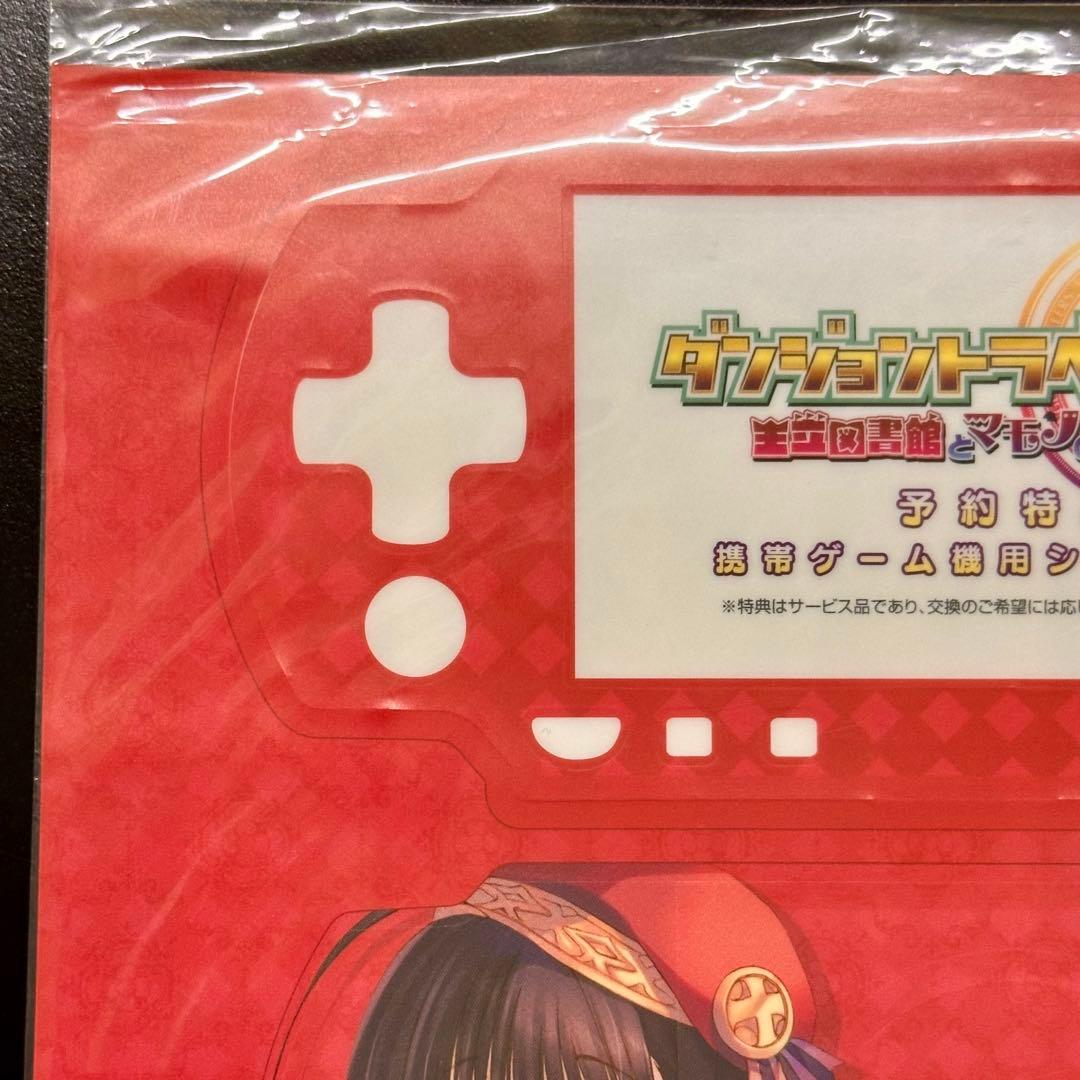 ダンジョントラベ
王立図書館とマモノ
予約特
携帯ゲーム機用シ
※特典はサービス品であり、交換のご希望には応